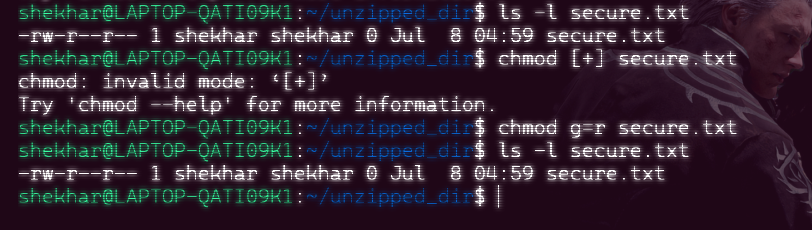 shekhar@LAPTOP-QATI09K1:~/unzipped_dir$ ls -l secure.txt
-rw-r--r-- 1 shekhar shekhar 0 Jul  8 04:59 secure.txt
shekhar@LAPTOP-QATI09K1:~/unzipped_dir$ chmod [+] secure.txt
chmod: invalid mode: ‘[+]’
Try 'chmod --help' for more information.
shekhar@LAPTOP-QATI09K1:~/unzipped_dir$ chmod g=r secure.txt
shekhar@LAPTOP-QATI09K1:~/unzipped_dir$ ls -l secure.txt
-rw-r--r-- 1 shekhar shekhar 0 Jul  8 04:59 secure.txt
shekhar@LAPTOP-QATI09K1:~/unzipped_dir$